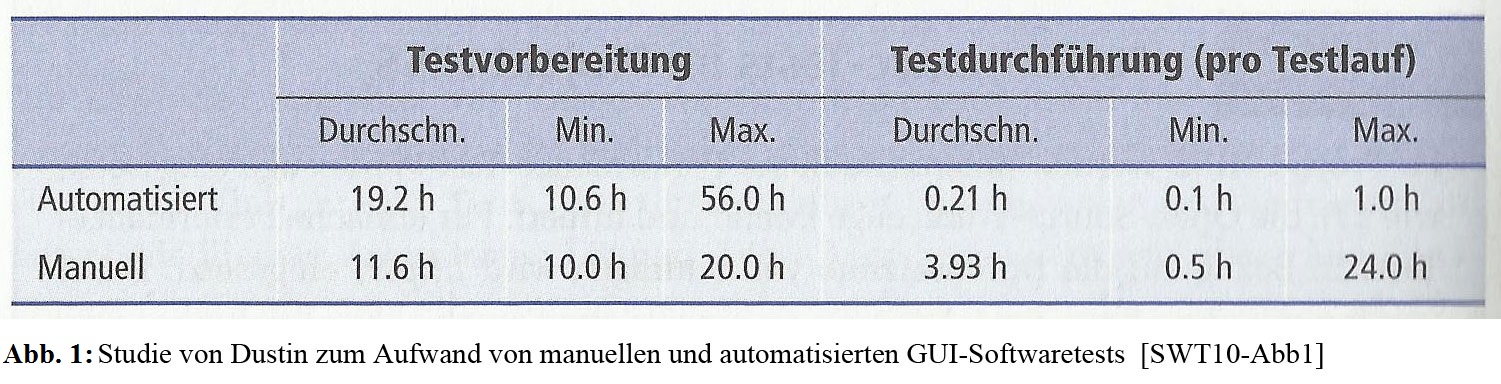 Testvorbereitung Testdurchführung (pro Testlauf)
Durchschn. Min. Max. Durchschn. Min. Max.
Automatisiert 19.2 h 10.6 h 56.0 h 0.21 h 0.1 h 1.0 h
Manuell 11.6 h 10.0 h 20.0 h 3.93 h 0.5 h 24.0 h
Abb. 1: Studie von Dustin zum Aufwand von manuellen und automatisierten GUI-Softwaretests [SWT10-Abb1]